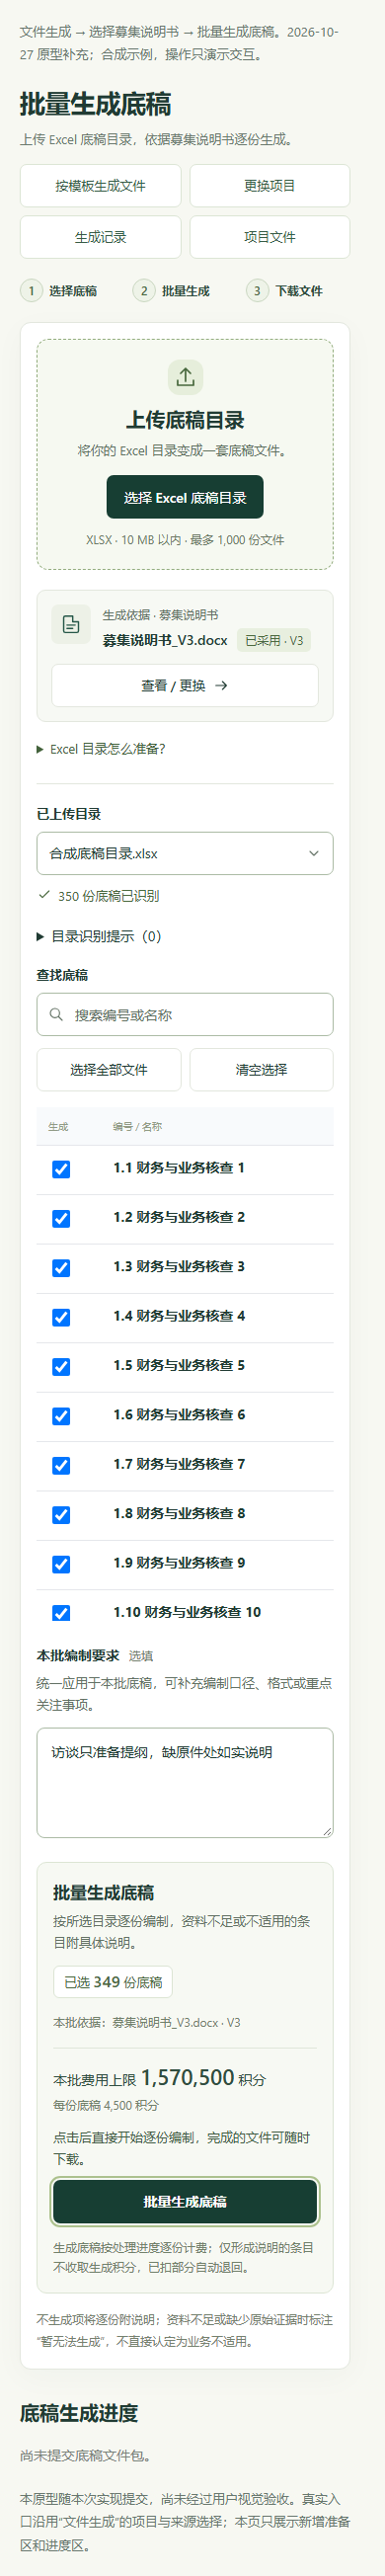 文件生成 → 选择募集说明书 → 批量生成底稿。2026-10-
27 原型补充；合成示例，操作只演示交互。
批量生成底稿
上传 Excel 底稿目录，依据募集说明书逐份生成。
按模板生成文件
更换项目
生成记录
项目文件
1 选择底稿
2 批量生成
3 下载文件
上传底稿目录
将你的 Excel 目录变成一套底稿文件。
选择 Excel 底稿目录
XLSX · 10 MB 以内 · 最多 1,000 份文件
生成依据 · 募集说明书
募集说明书_V3.docx 已采用 · V3
查看 / 更换 →
▶ Excel 目录怎么准备？
已上传目录
合成底稿目录.xlsx
✓ 350 份底稿已识别
▶ 目录识别提示（0）
查找底稿
搜索编号或名称
选择全部文件
清空选择
生成 编号 / 名称
1.1 财务与业务核查 1
1.2 财务与业务核查 2
1.3 财务与业务核查 3
1.4 财务与业务核查 4
1.5 财务与业务核查 5
1.6 财务与业务核查 6
1.7 财务与业务核查 7
1.8 财务与业务核查 8
1.9 财务与业务核查 9
1.10 财务与业务核查 10
本批编制要求 选填
统一应用于本批底稿，可补充编制口径、格式或重点
关注事项。
访谈只准备提纲，缺原件处如实说明
批量生成底稿
按所选目录逐份编制，资料不足或不适用的条
目附具体说明。
已选 349 份底稿
本批依据：募集说明书_V3.docx · V3
本批费用上限 1,570,500 积分
每份底稿 4,500 积分
点击后直接开始逐份编制，完成的文件可随时
下载。
批量生成底稿
生成底稿按处理进度逐份计费；仅形成说明的条目
不收取生成积分，已扣部分自动退回。
不生成项将逐份附说明；资料不足或缺少原始证据时标注
“暂无法生成”，不直接认定为业务不适用。
底稿生成进度
尚未提交底稿文件包。
本原型随本次实现提交，尚未经过用户视觉验收。真实入
口沿用“文件生成”的项目与来源选择；本页只展示新增准备
区和进度区。